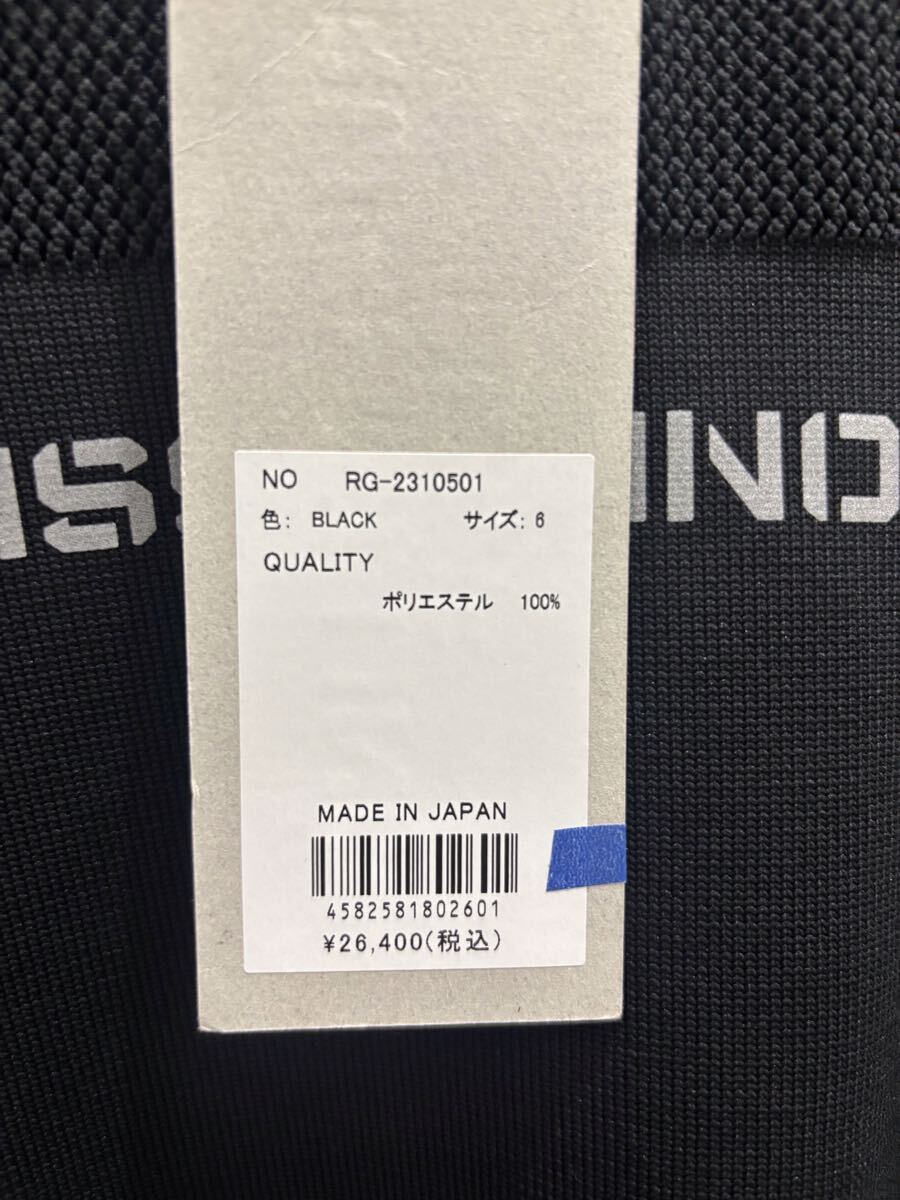 NO RG-2310501
色: BLACK サイズ: 6
QUALITY
ポリエステル 100%
MADE IN JAPAN
4582581802601
¥26,400(税込)